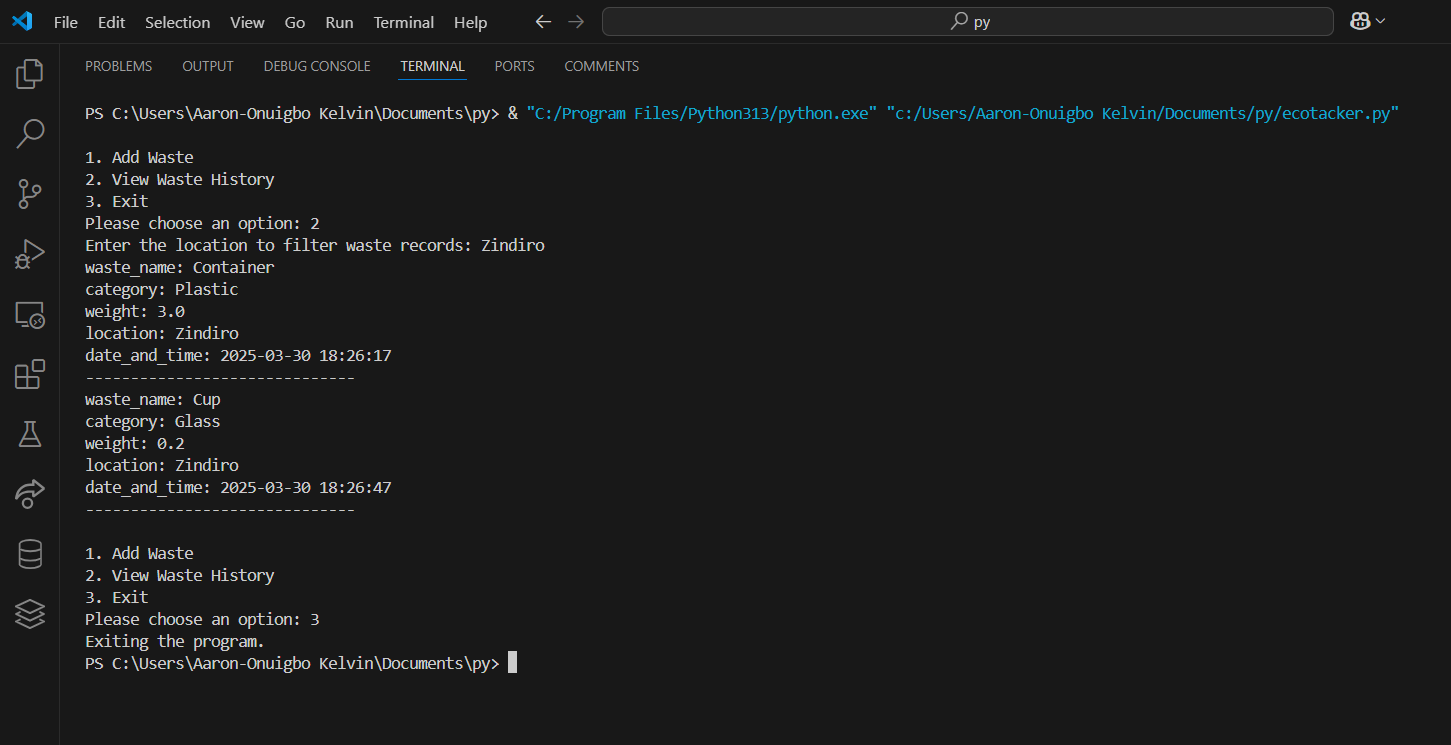 File Edit Selection View Go Run Terminal Help py
PROBLEMS OUTPUT DEBUG CONSOLE TERMINAL PORTS COMMENTS
PS C:\Users\Aaron-Onuigbo Kelvin\Documents\py> & "C:/Program Files/Python313/python.exe" "c:/Users/Aaron-Onuigbo Kelvin/Documents/py/ecotacker.py"
1. Add Waste
2. View Waste History
3. Exit
Please choose an option: 2
Enter the location to filter waste records: Zindiro
waste_name: Container
category: Plastic
weight: 3.0
location: Zindiro
date_and_time: 2025-03-30 18:26:17
------------------------------
waste_name: Cup
category: Glass
weight: 0.2
location: Zindiro
date_and_time: 2025-03-30 18:26:47
------------------------------
1. Add Waste
2. View Waste History
3. Exit
Please choose an option: 3
Exiting the program.
PS C:\Users\Aaron-Onuigbo Kelvin\Documents\py>